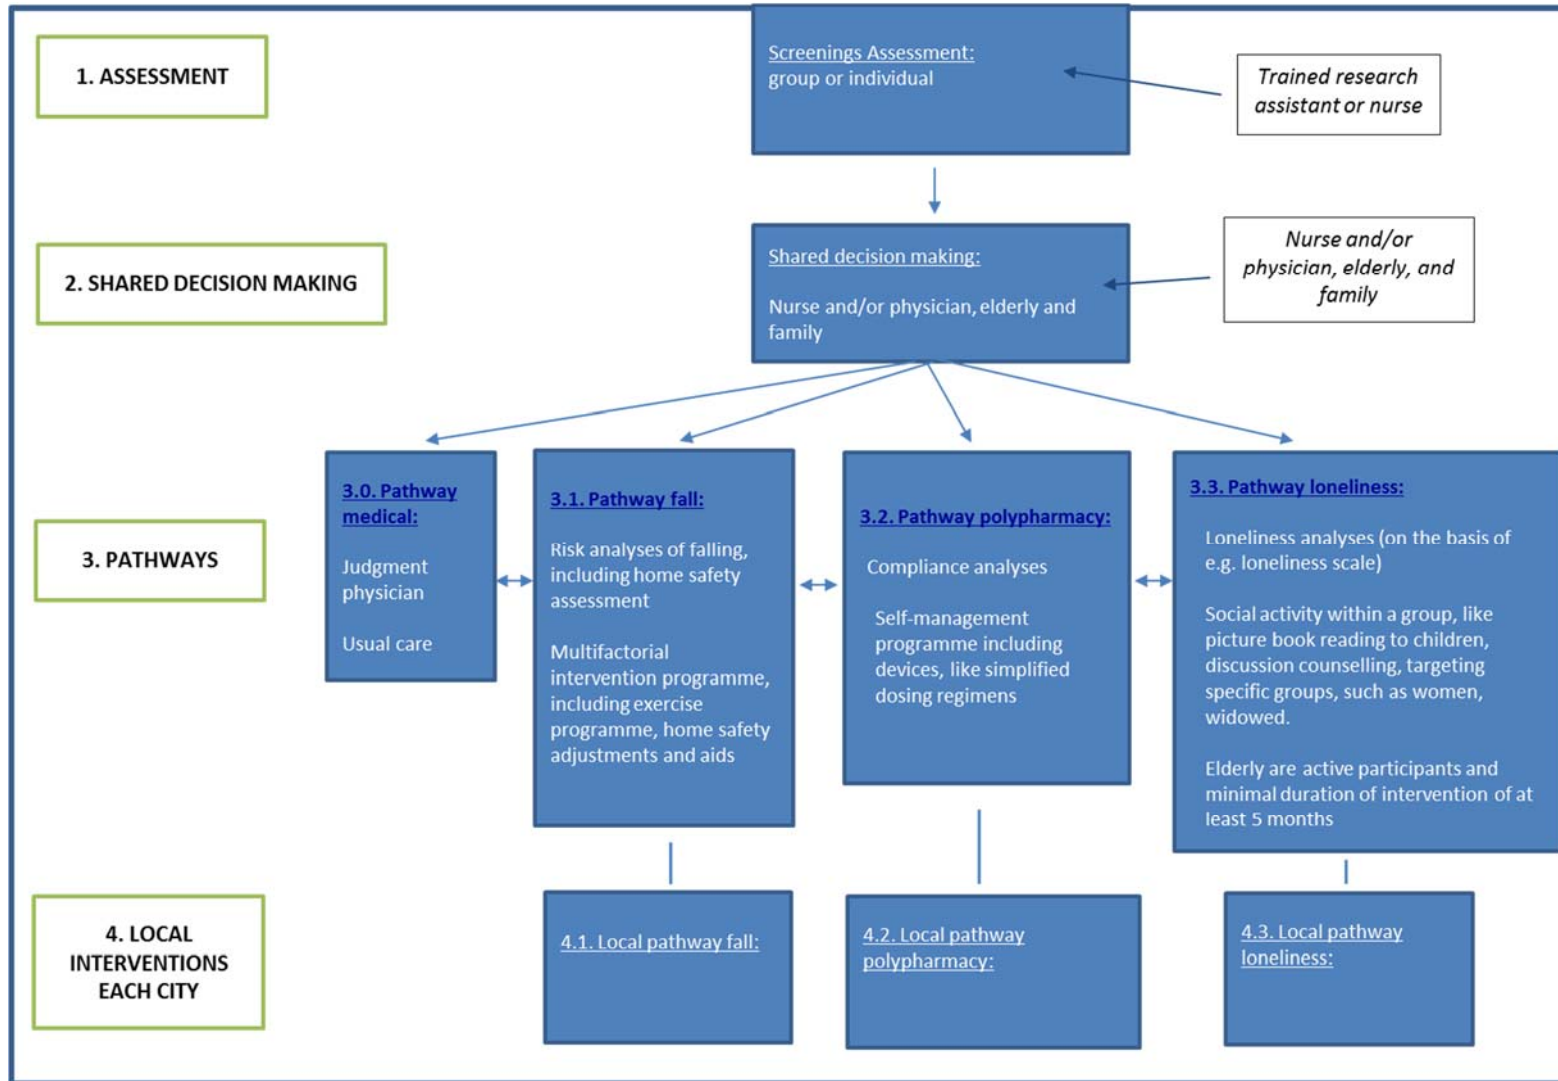 1. ASSESSMENT
Screenings Assessment:
group or individual
Trained research
assistant or nurse
2. SHARED DECISION MAKING
Shared decision making:
Nurse and/or physician, elderly and
family
Nurse and/or
physician, elderly, and
family
3. PATHWAYS
3.0. Pathway
medical:
Judgment
physician
Usual care
3.1. Pathway fall:
Risk analyses of falling,
including home safety
assessment
Multifactorial
intervention programme,
including exercise
programme, home safety
adjustments and aids
3.2. Pathway polypharmacy:
Compliance analyses
Self-management
programme including
devices, like simplified
dosing regimens
3.3. Pathway loneliness:
Loneliness analyses (on the basis of
e.g. loneliness scale)
Social activity within a group, like
picture book reading to children,
discussion counselling, targeting
specific groups, such as women,
widowed.
Elderly are active participants and
minimal duration of intervention of at
least 5 months
4. LOCAL
INTERVENTIONS
EACH CITY
4.1. Local pathway fall:
4.2. Local pathway
polypharmacy:
4.3. Local pathway
loneliness: